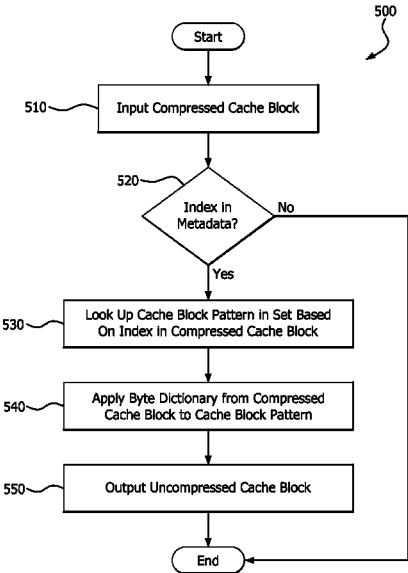 500
Start
510
Input Compressed Cache Block
520
Index in
Metadata?
No
Yes
530
Look Up Cache Block Pattern in Set Based
On Index in Compressed Cache Block
540
Apply Byte Dictionary from Compressed
Cache Block to Cache Block Pattern
550
Output Uncompressed Cache Block
End